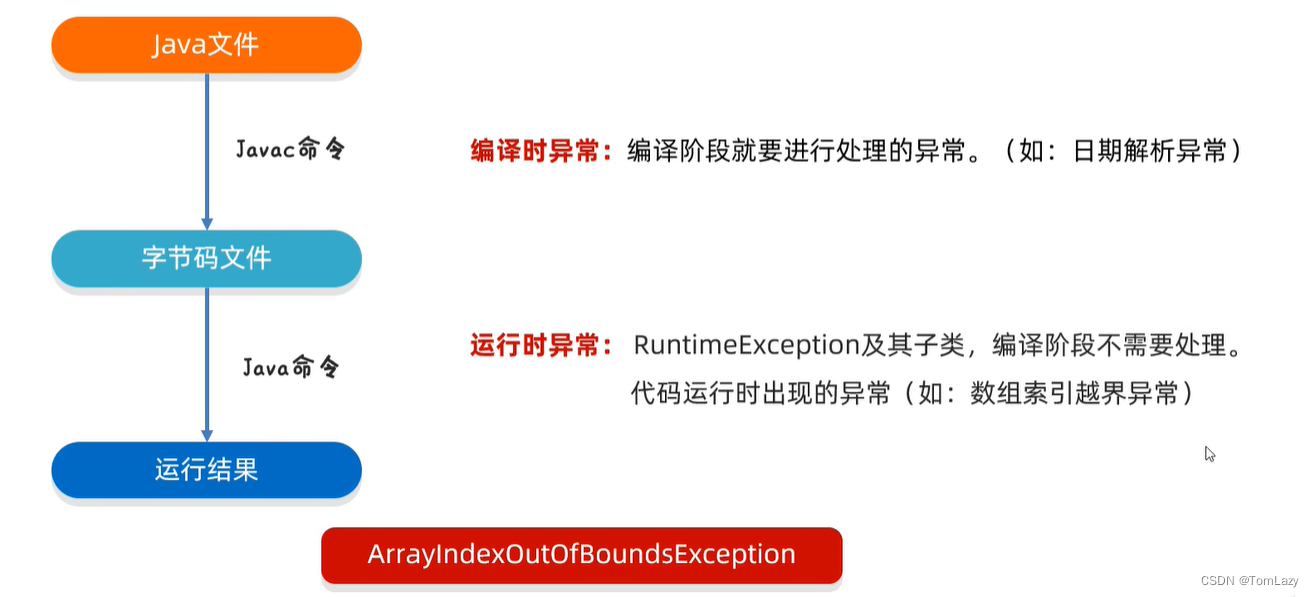 Java文件
Javac命令
编译时异常：编译阶段就要进行处理的异常。（如：日期解析异常）
字节码文件
运行时异常： RuntimeException及其子类，编译阶段不需要处理。
Java命令
代码运行时出现的异常（如：数组索引越界异常）
运行结果
ArrayIndexOutOfBoundsException
CSDN @TomLazy